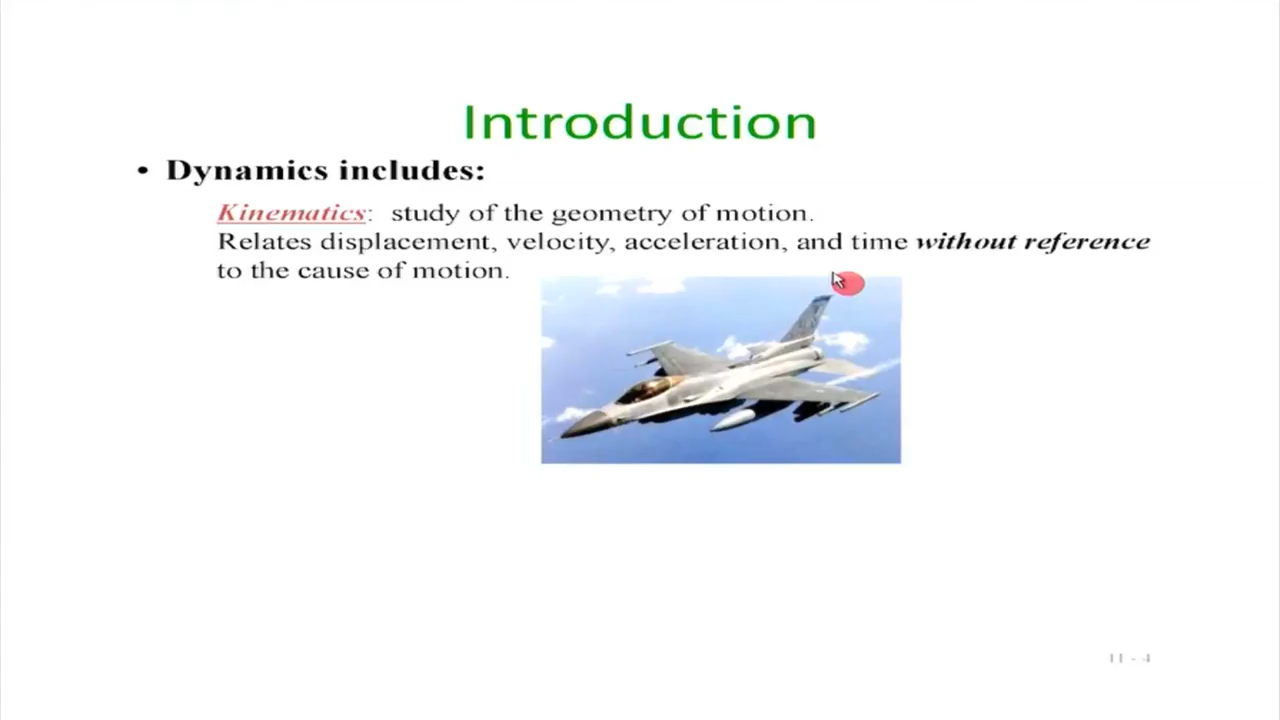 Introduction
• Dynamics includes:
Kinematics: study of the geometry of motion.
Relates displacement, velocity, acceleration, and time without reference
to the cause of motion.
11 - 4